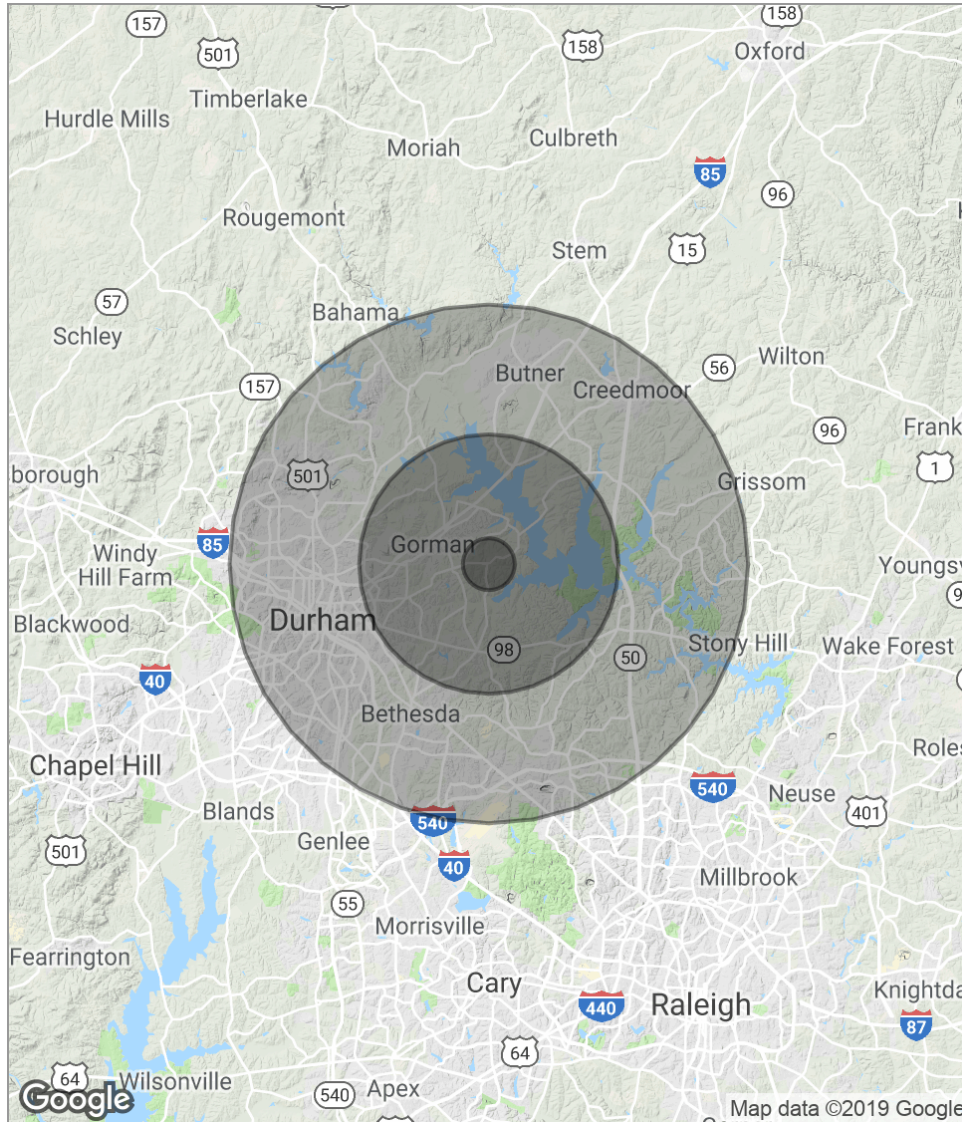 157
158
158
501
Oxford
Timberlake
Hurdle Mills
Culbreth
Moriah
85
96
Rougemont
Stem
15
57
Bahama
Schley
Wilton
56
Butner
Creedmoor
157
Frank
96
1
sborough
501
Grissom
85
Gorman
Windy
Hill Farm
Youngsv
Blackwood
Durham
Stony Hill
Wake Forest
98
50
40
Bethesda
Roles
Chapel Hill
540
Neuse
Blands
540
401
Genlee
501
40
Millbrook
55
Morrisville
Fearrington
Cary
Knightda
440
Raleigh
87
64
64
Wilsonville
Apex
540
Google
Map data ©2019 Google